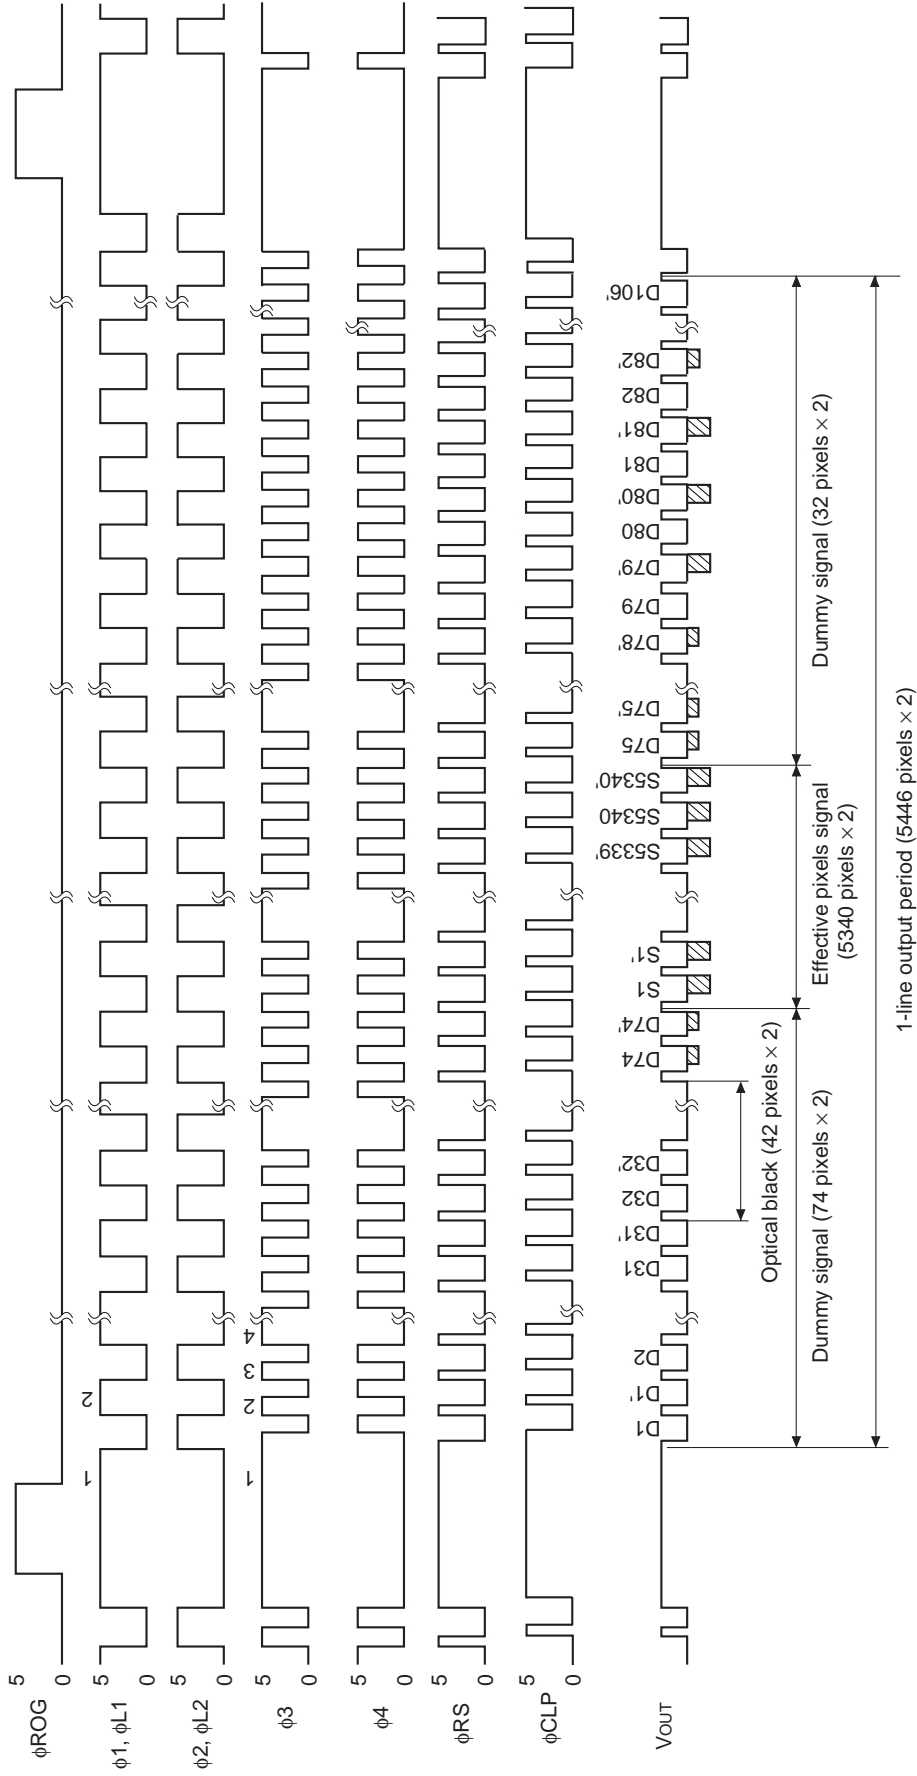 φROG
5
0
φ1, φL1
5
0
1
2
φ2, φL2
5
0
φ3
5
0
1
2
3
4
φ4
5
0
φRS
5
0
φCLP
5
0
VOUT
D1
D1'
D2
D31
D31'
D32
D32'
D74
D74'
S1
S1'
S5339'
S5340
S5340'
D75
D75'
D78'
D79
D79'
D80
D80'
D81
D81'
D82
D82'
D106'
Optical black (42 pixels × 2)
Dummy signal (74 pixels × 2)
Effective pixels signal
(5340 pixels × 2)
Dummy signal (32 pixels × 2)
1-line output period (5446 pixels × 2)